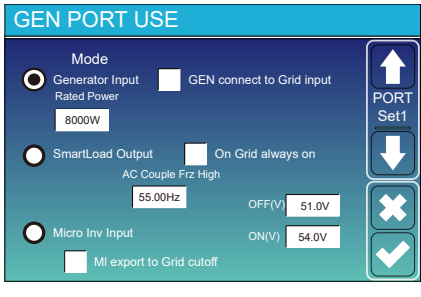 GEN PORT USE
Mode
Generator Input
GEN connect to Grid input
Rated Power
8000W
PORT
Set1
SmartLoad Output
On Grid always on
AC Couple Frz High
55.00Hz
OFF(V)
51.0V
Micro Inv Input
ON(V)
54.0V
MI export to Grid cutoff